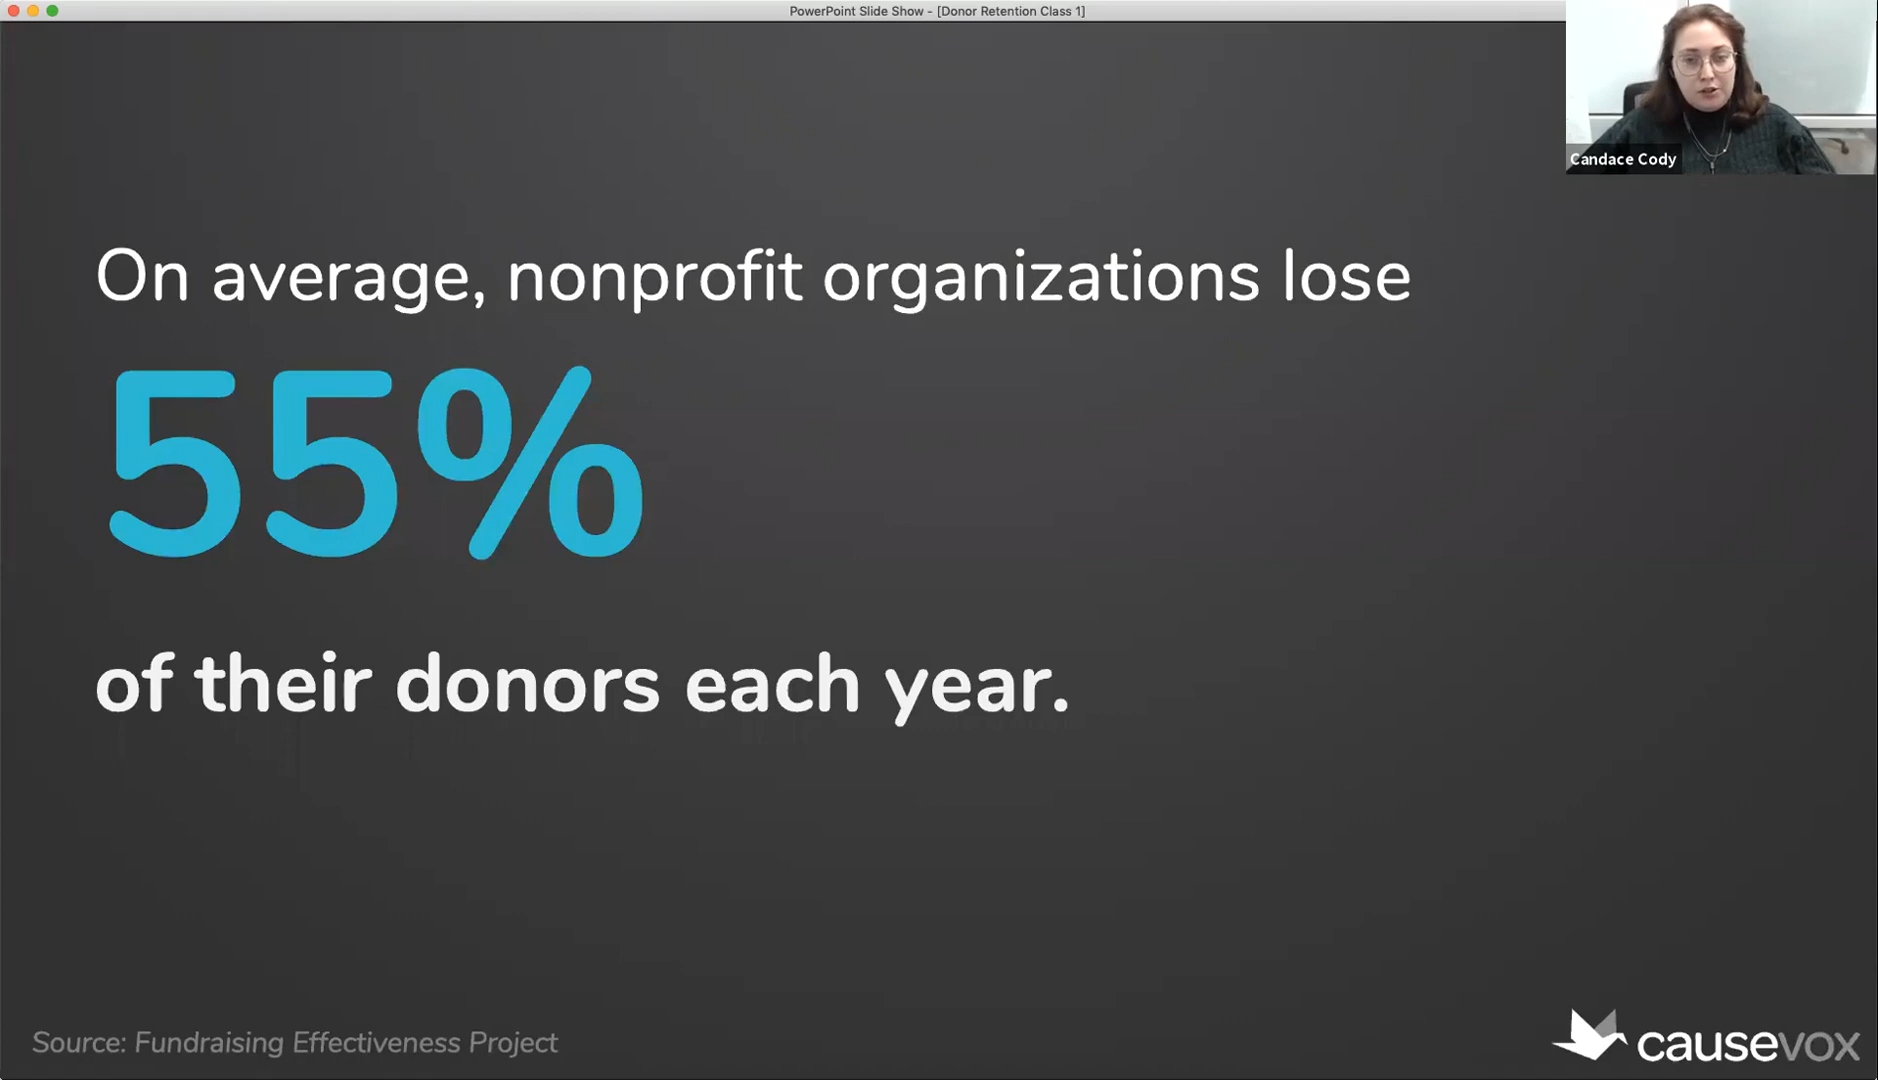 PowerPoint Slide Show - [Donor Retention Class 1]
Candace Cody
On average, nonprofit organizations lose
55%
of their donors each year.
Source: Fundraising Effectiveness Project
causevox